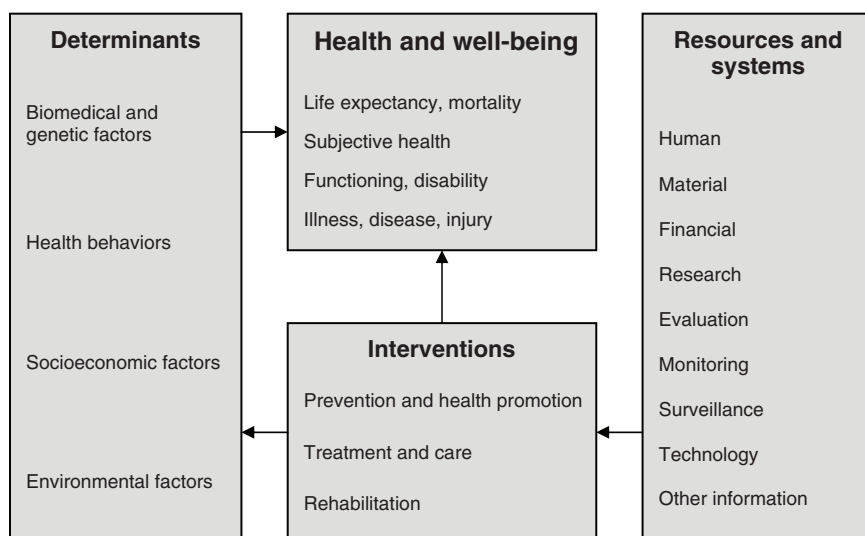 Determinants
Biomedical and
genetic factors
Health behaviors
Socioeconomic factors
Environmental factors
Health and well-being
Life expectancy, mortality
Subjective health
Functioning, disability
Illness, disease, injury
Interventions
Prevention and health promotion
Treatment and care
Rehabilitation
Resources and
systems
Human
Material
Financial
Research
Evaluation
Monitoring
Surveillance
Technology
Other information